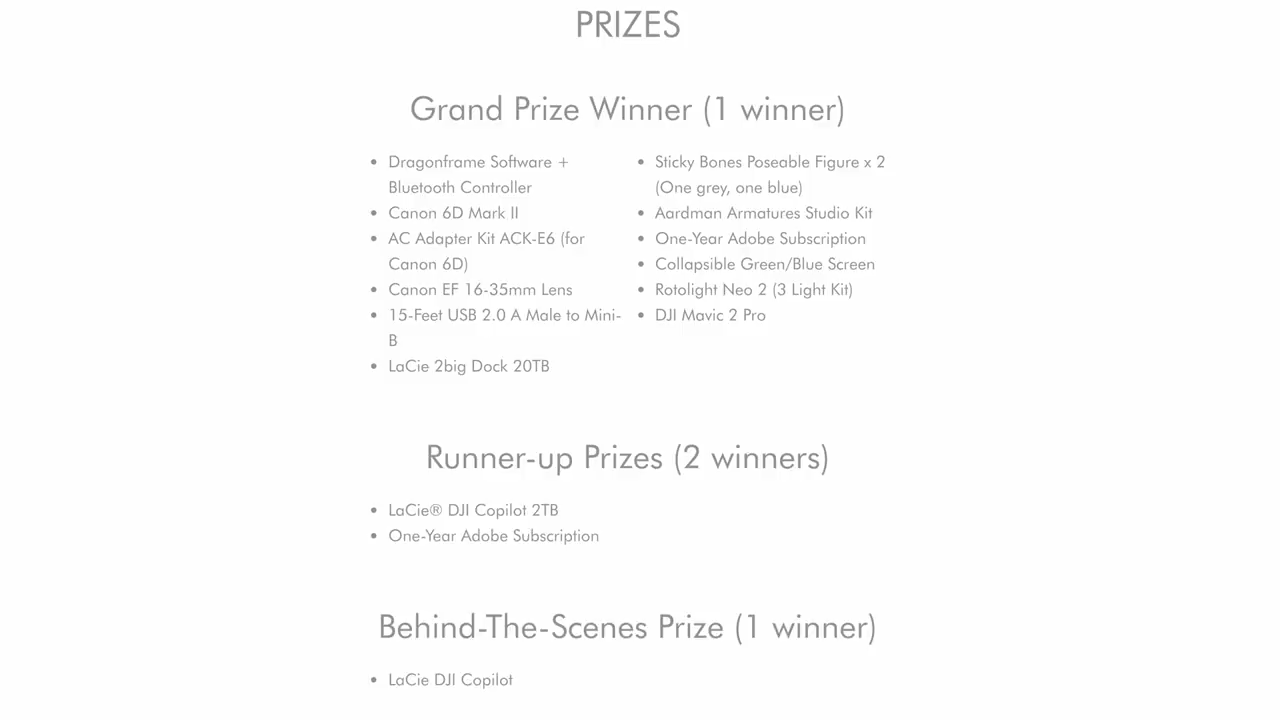 PRIZES
Grand Prize Winner (1 winner)
Dragonframe Software +
Bluetooth Controller
Canon 6D Mark II
AC Adapter Kit ACK-E6 (for
Canon 6D)
Canon EF 16-35mm Lens
15-Feet USB 2.0 A Male to Mini-
B
LaCie 2big Dock 20TB
Sticky Bones Poseable Figure x 2
(One grey, one blue)
Aardman Armatures Studio Kit
One-Year Adobe Subscription
Collapsible Green/Blue Screen
Rotolight Neo 2 (3 Light Kit)
DJI Mavic 2 Pro
Runner-up Prizes (2 winners)
LaCie® DJI Copilot 2TB
One-Year Adobe Subscription
Behind-The-Scenes Prize (1 winner)
LaCie DJI Copilot